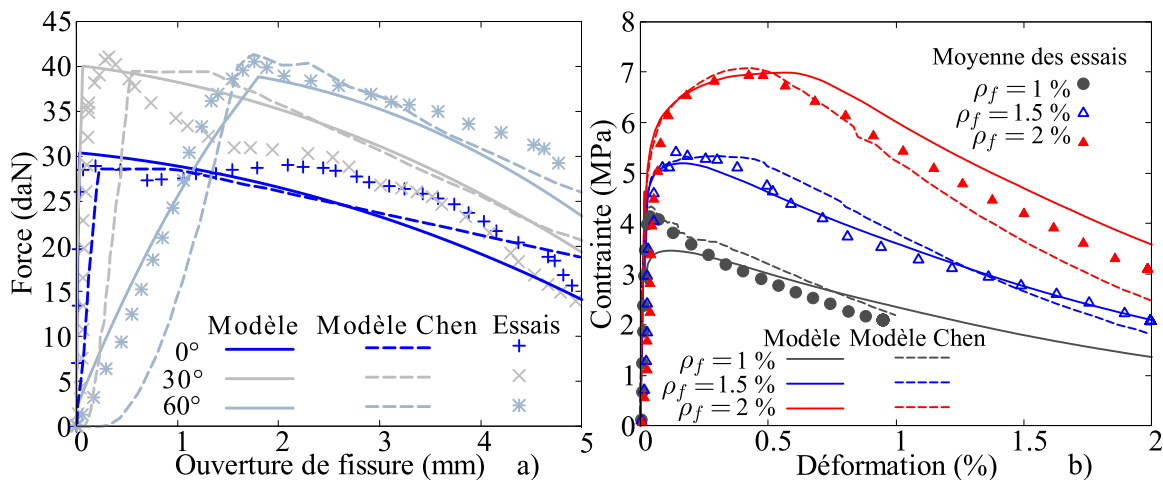 45
40
35
30
25
20
15
10
5
0
Force (daN)
Modèle Modèle Chen Essais
0°
30°
60°
0 1 2 3 4 5
Ouverture de fissure (mm) a)
8
7
6
5
4
3
2
1
0
Contrainte (MPa)
Moyenne des essais
ρf = 1 %
ρf = 1.5 %
ρf = 2 %
Modèle Modèle Chen
ρf = 1 %
ρf = 1.5 %
ρf = 2 %
0 0.5 1 1.5 2
Déformation (%) b)